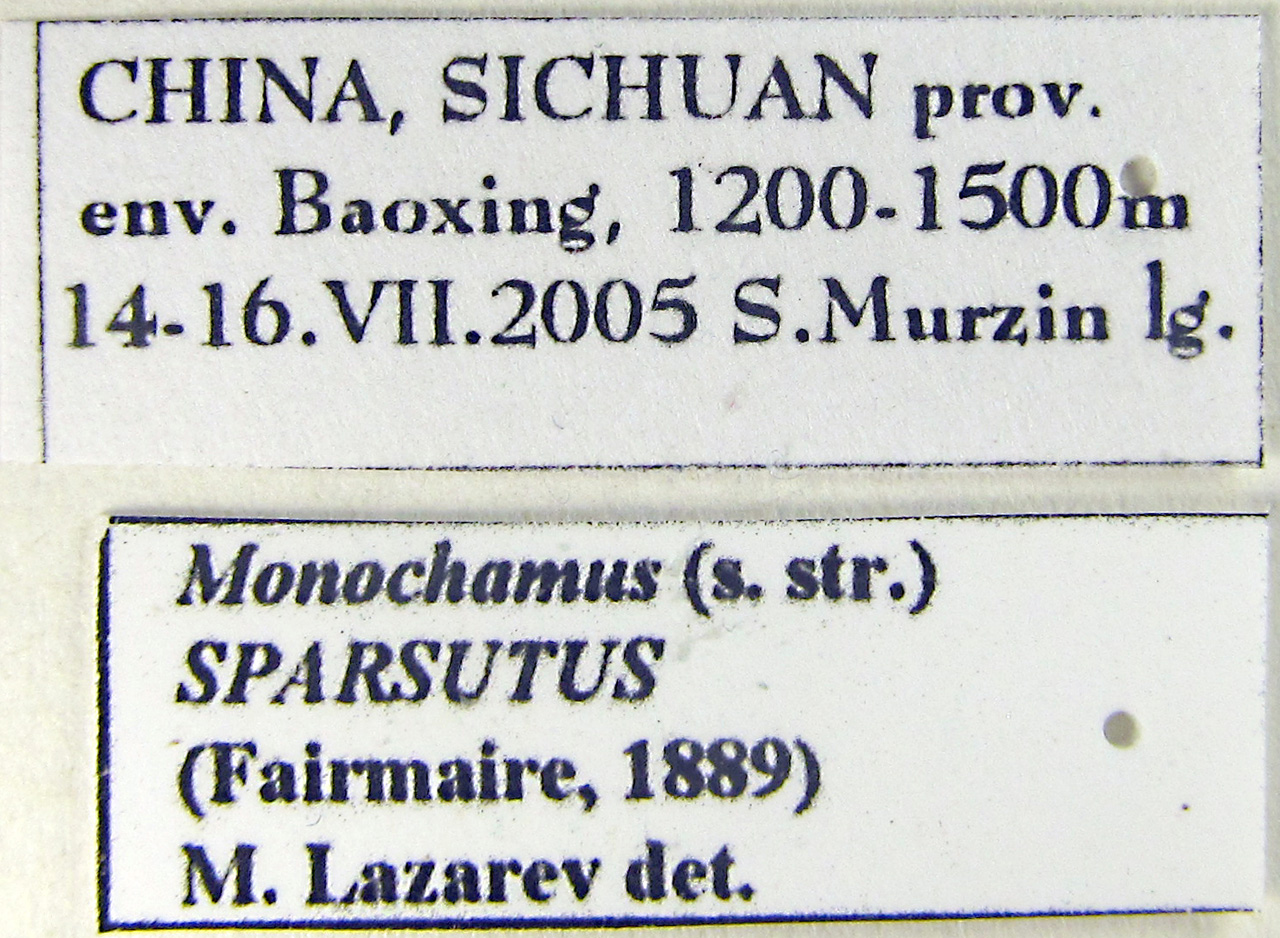 CHINA, SICHUAN prov.
env. Baoxing, 1200-1500m
14-16.VII.2005 S.Murzin lg.
Monochamus (s. str.)
SPARSUTUS
(Fairmaire, 1889)
M. Lazarev det.